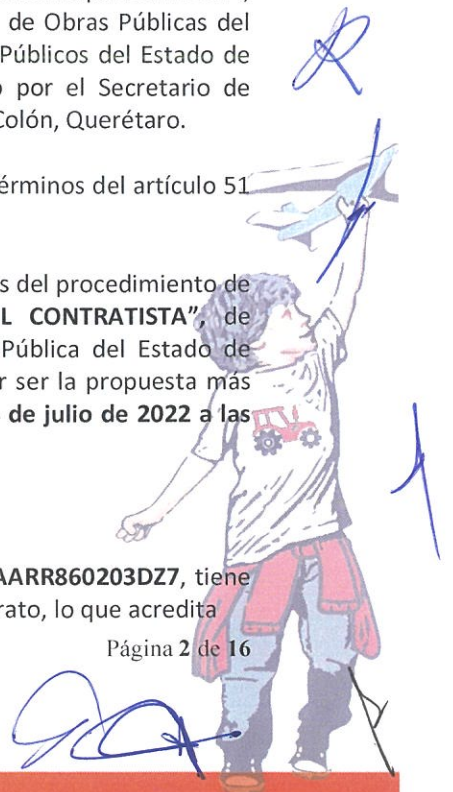 de Obras Públicas del
Públicos del Estado de
por el Secretario de
Colón, Querétaro.
érminos del artículo 51
s del procedimiento de
L CONTRATISTA”, de
Pública del Estado de
r ser la propuesta más
de julio de 2022 a las
AARR860203DZ7, tiene
rato, lo que acredita
Página 2 de 16